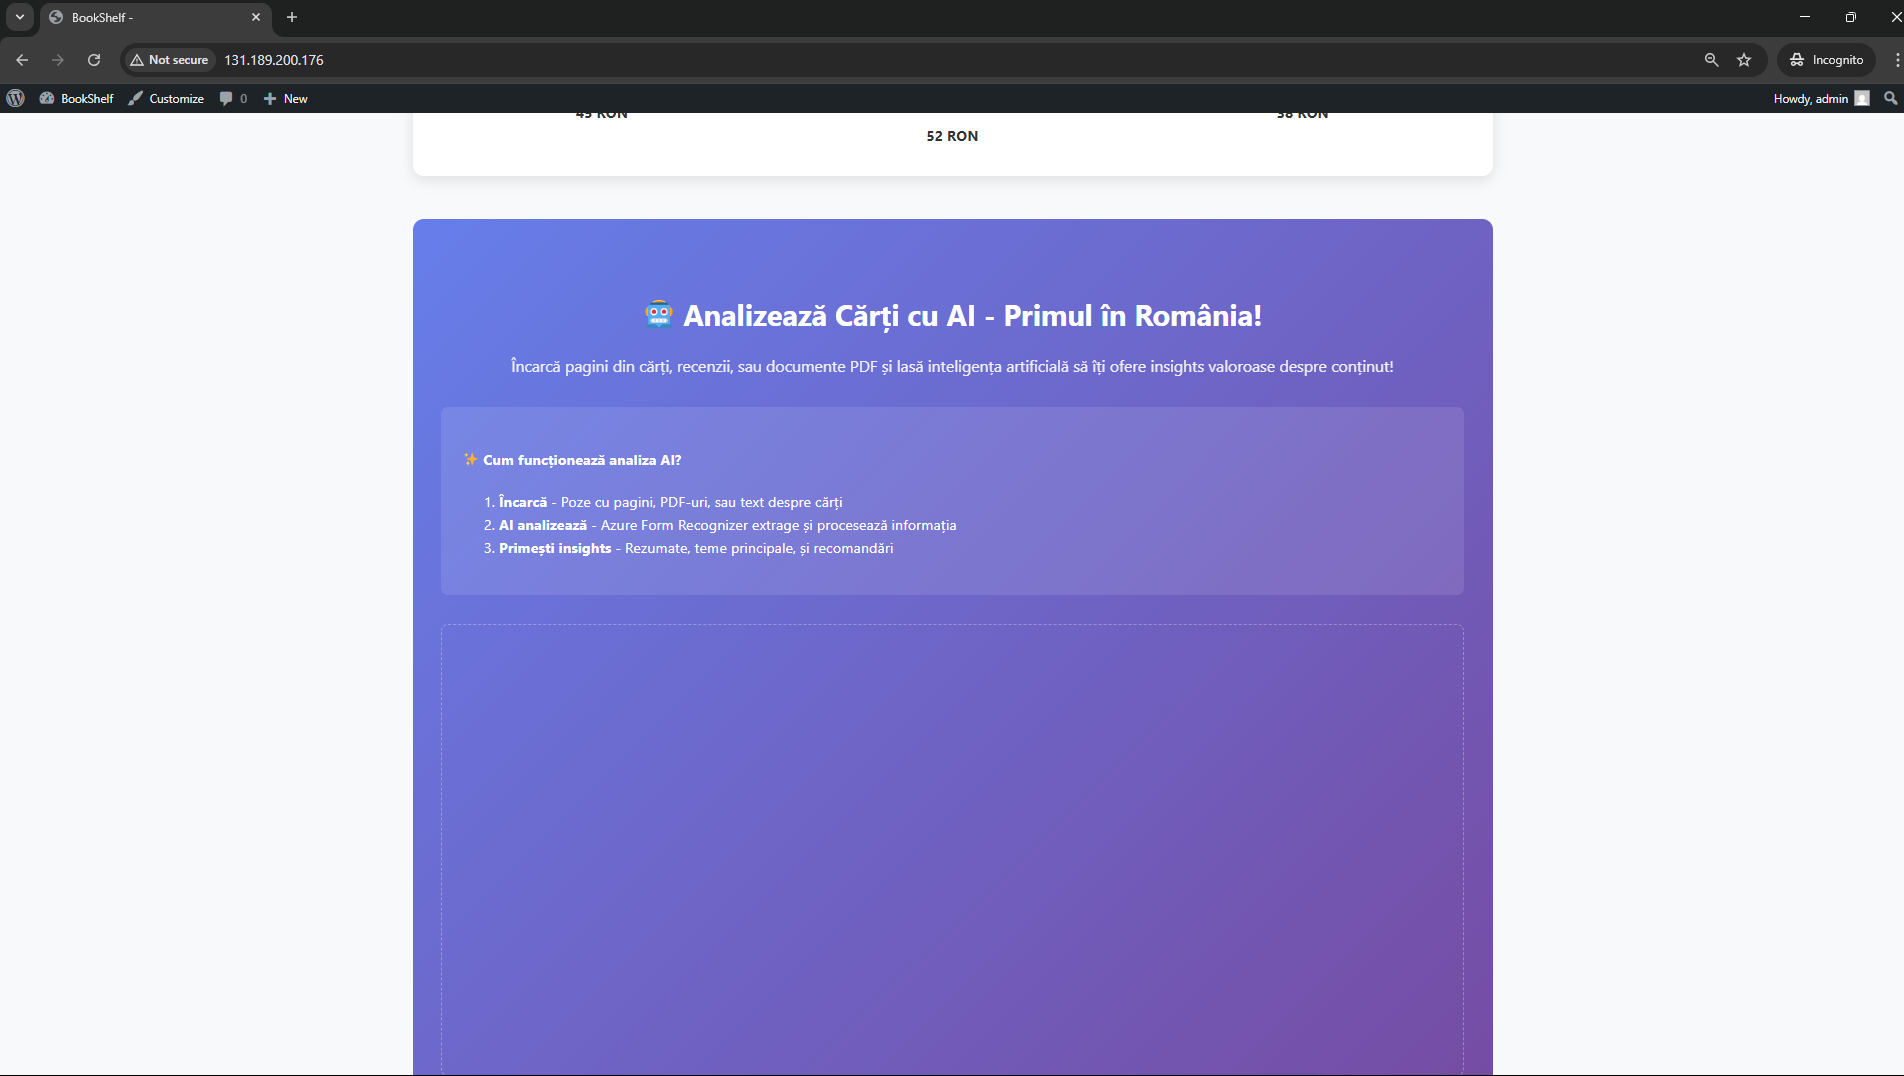 BookShelf -
Not secure
131.189.200.176
Incognito
BookShelf
Customize
0
New
Howdy, admin
45 RON
38 RON
52 RON
Analizează Cărți cu AI - Primul în România!
Încarcă pagini din cărți, recenzii, sau documente PDF și lasă inteligența artificială să îți ofere insights valoroase despre conținut!
Cum funcționează analiza AI?
1. Încarcă - Poze cu pagini, PDF-uri, sau text despre cărți
2. AI analizează - Azure Form Recognizer extrage și procesează informația
3. Primești insights - Rezumate, teme principale, și recomandări